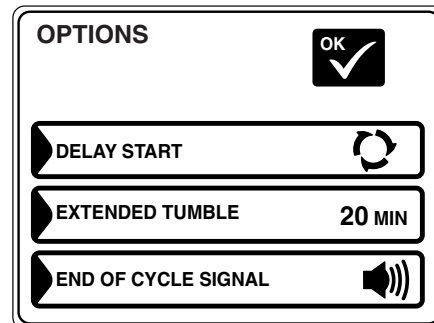 OPTIONS
OK
DELAY START
EXTENDED TUMBLE 20 MIN
END OF CYCLE SIGNAL